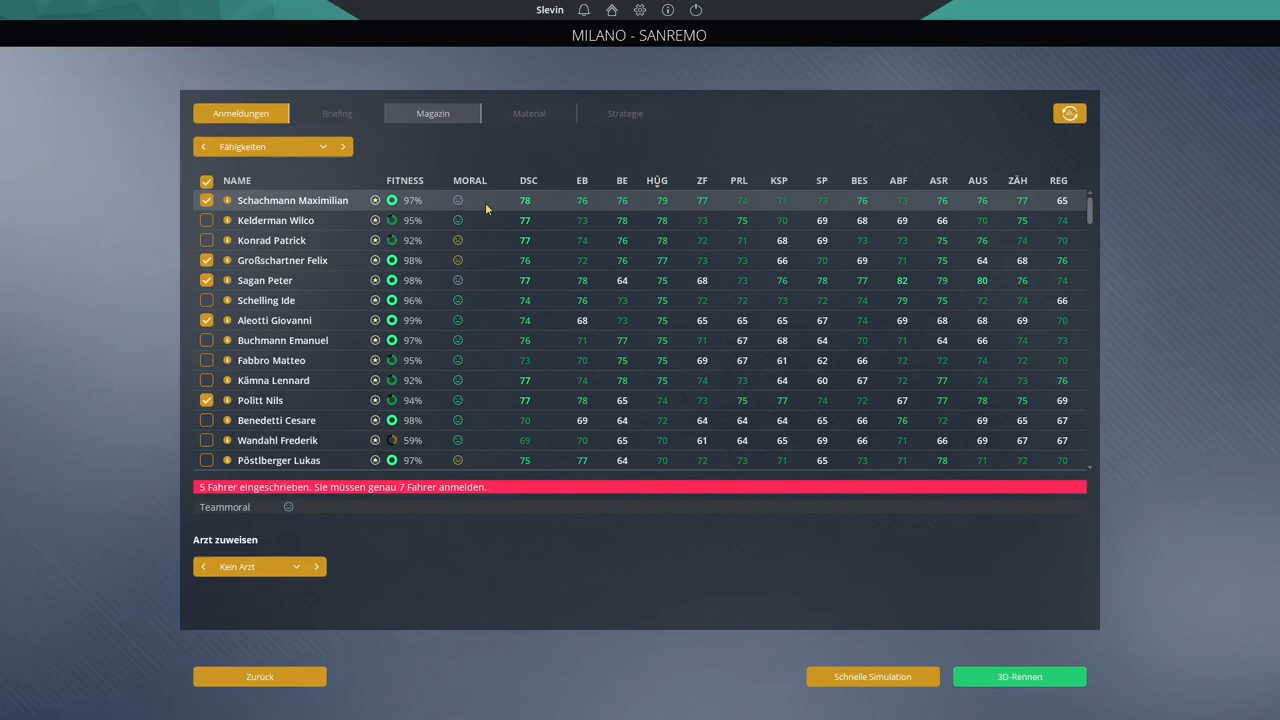 Slevin
MILANO - SANREMO
Anmeldungen Briefing Magazin Material Strategie
Fähigkeiten
NAME FITNESS MORAL DSC EB BE HÜG ZF PRL KSP SP BES ABF ASR AUS ZÄH REG
Schachmann Maximilian 97% 78 76 76 79 77 74 71 73 76 73 76 76 77 65
Kelderman Wilco 95% 77 73 78 78 73 75 70 69 68 69 66 70 75 74
Konrad Patrick 92% 77 74 76 78 72 71 68 69 73 73 75 76 74 70
Großschartner Felix 98% 76 72 76 77 73 73 66 70 69 71 75 64 68 76
Sagan Peter 98% 77 78 64 75 68 73 76 78 77 82 79 80 76 74
Schelling Ide 96% 74 76 73 75 72 72 73 72 74 79 75 72 74 66
Aleotti Giovanni 99% 74 68 73 75 65 65 65 67 74 69 68 68 69 70
Buchmann Emanuel 97% 76 71 77 75 71 67 68 64 70 71 64 66 74 73
Fabbro Matteo 95% 73 70 75 75 69 67 61 62 66 72 72 74 72 70
Kämna Lennard 92% 77 74 78 75 74 73 64 60 67 72 77 74 73 76
Politt Nils 94% 77 78 65 74 73 75 77 74 72 67 77 78 75 69
Benedetti Cesare 98% 70 69 64 72 64 64 64 65 66 76 72 69 65 67
Wandahl Frederik 59% 69 70 65 70 61 64 65 69 66 71 66 69 67 67
Pöstlberger Lukas 97% 75 77 64 70 72 73 71 65 73 71 78 71 72 70
5 Fahrer eingeschrieben. Sie müssen genau 7 Fahrer anmelden.
Teammoral
Arzt zuweisen
Kein Arzt
Zurück Schnelle Simulation 3D-Rennen